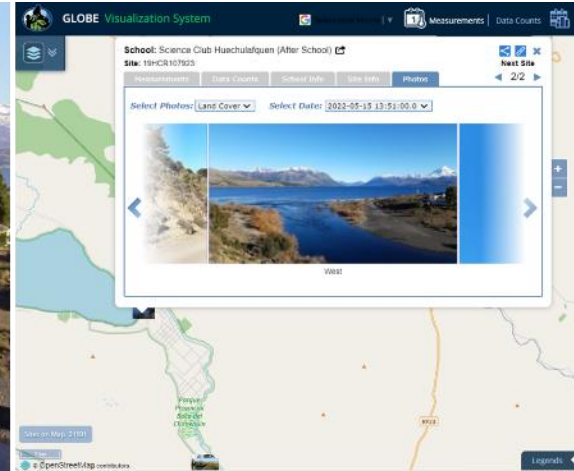 GLOBE Visualization System
Measurements
Data Counts
School: Science Club Huechulafquen (After School)
Site: 19HCR107923
Next Site
2/2
Measurements
Data Counts
School Info
Site Info
Photos
Select Photos: Land Cover
Select Date: 2022-05-15 13:51:00.0
West
+
-
Parque
Provincial
Legends
© OpenStreetMap contributors